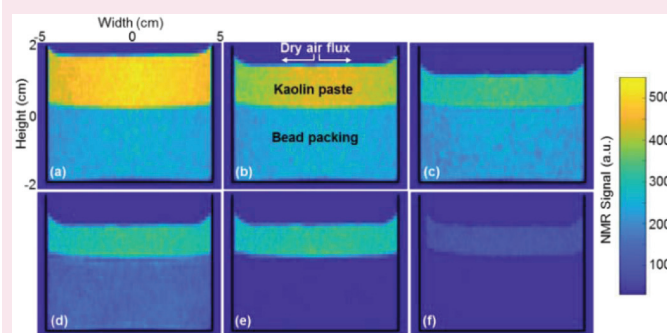 Width (cm)
-5 0 5
2
0
-2
Height (cm)
Dry air flux
Kaolin paste
Bead packing
(a) (b) (c)
(d) (e) (f)
500
400
300
200
100
NMR Signal (a.u.)